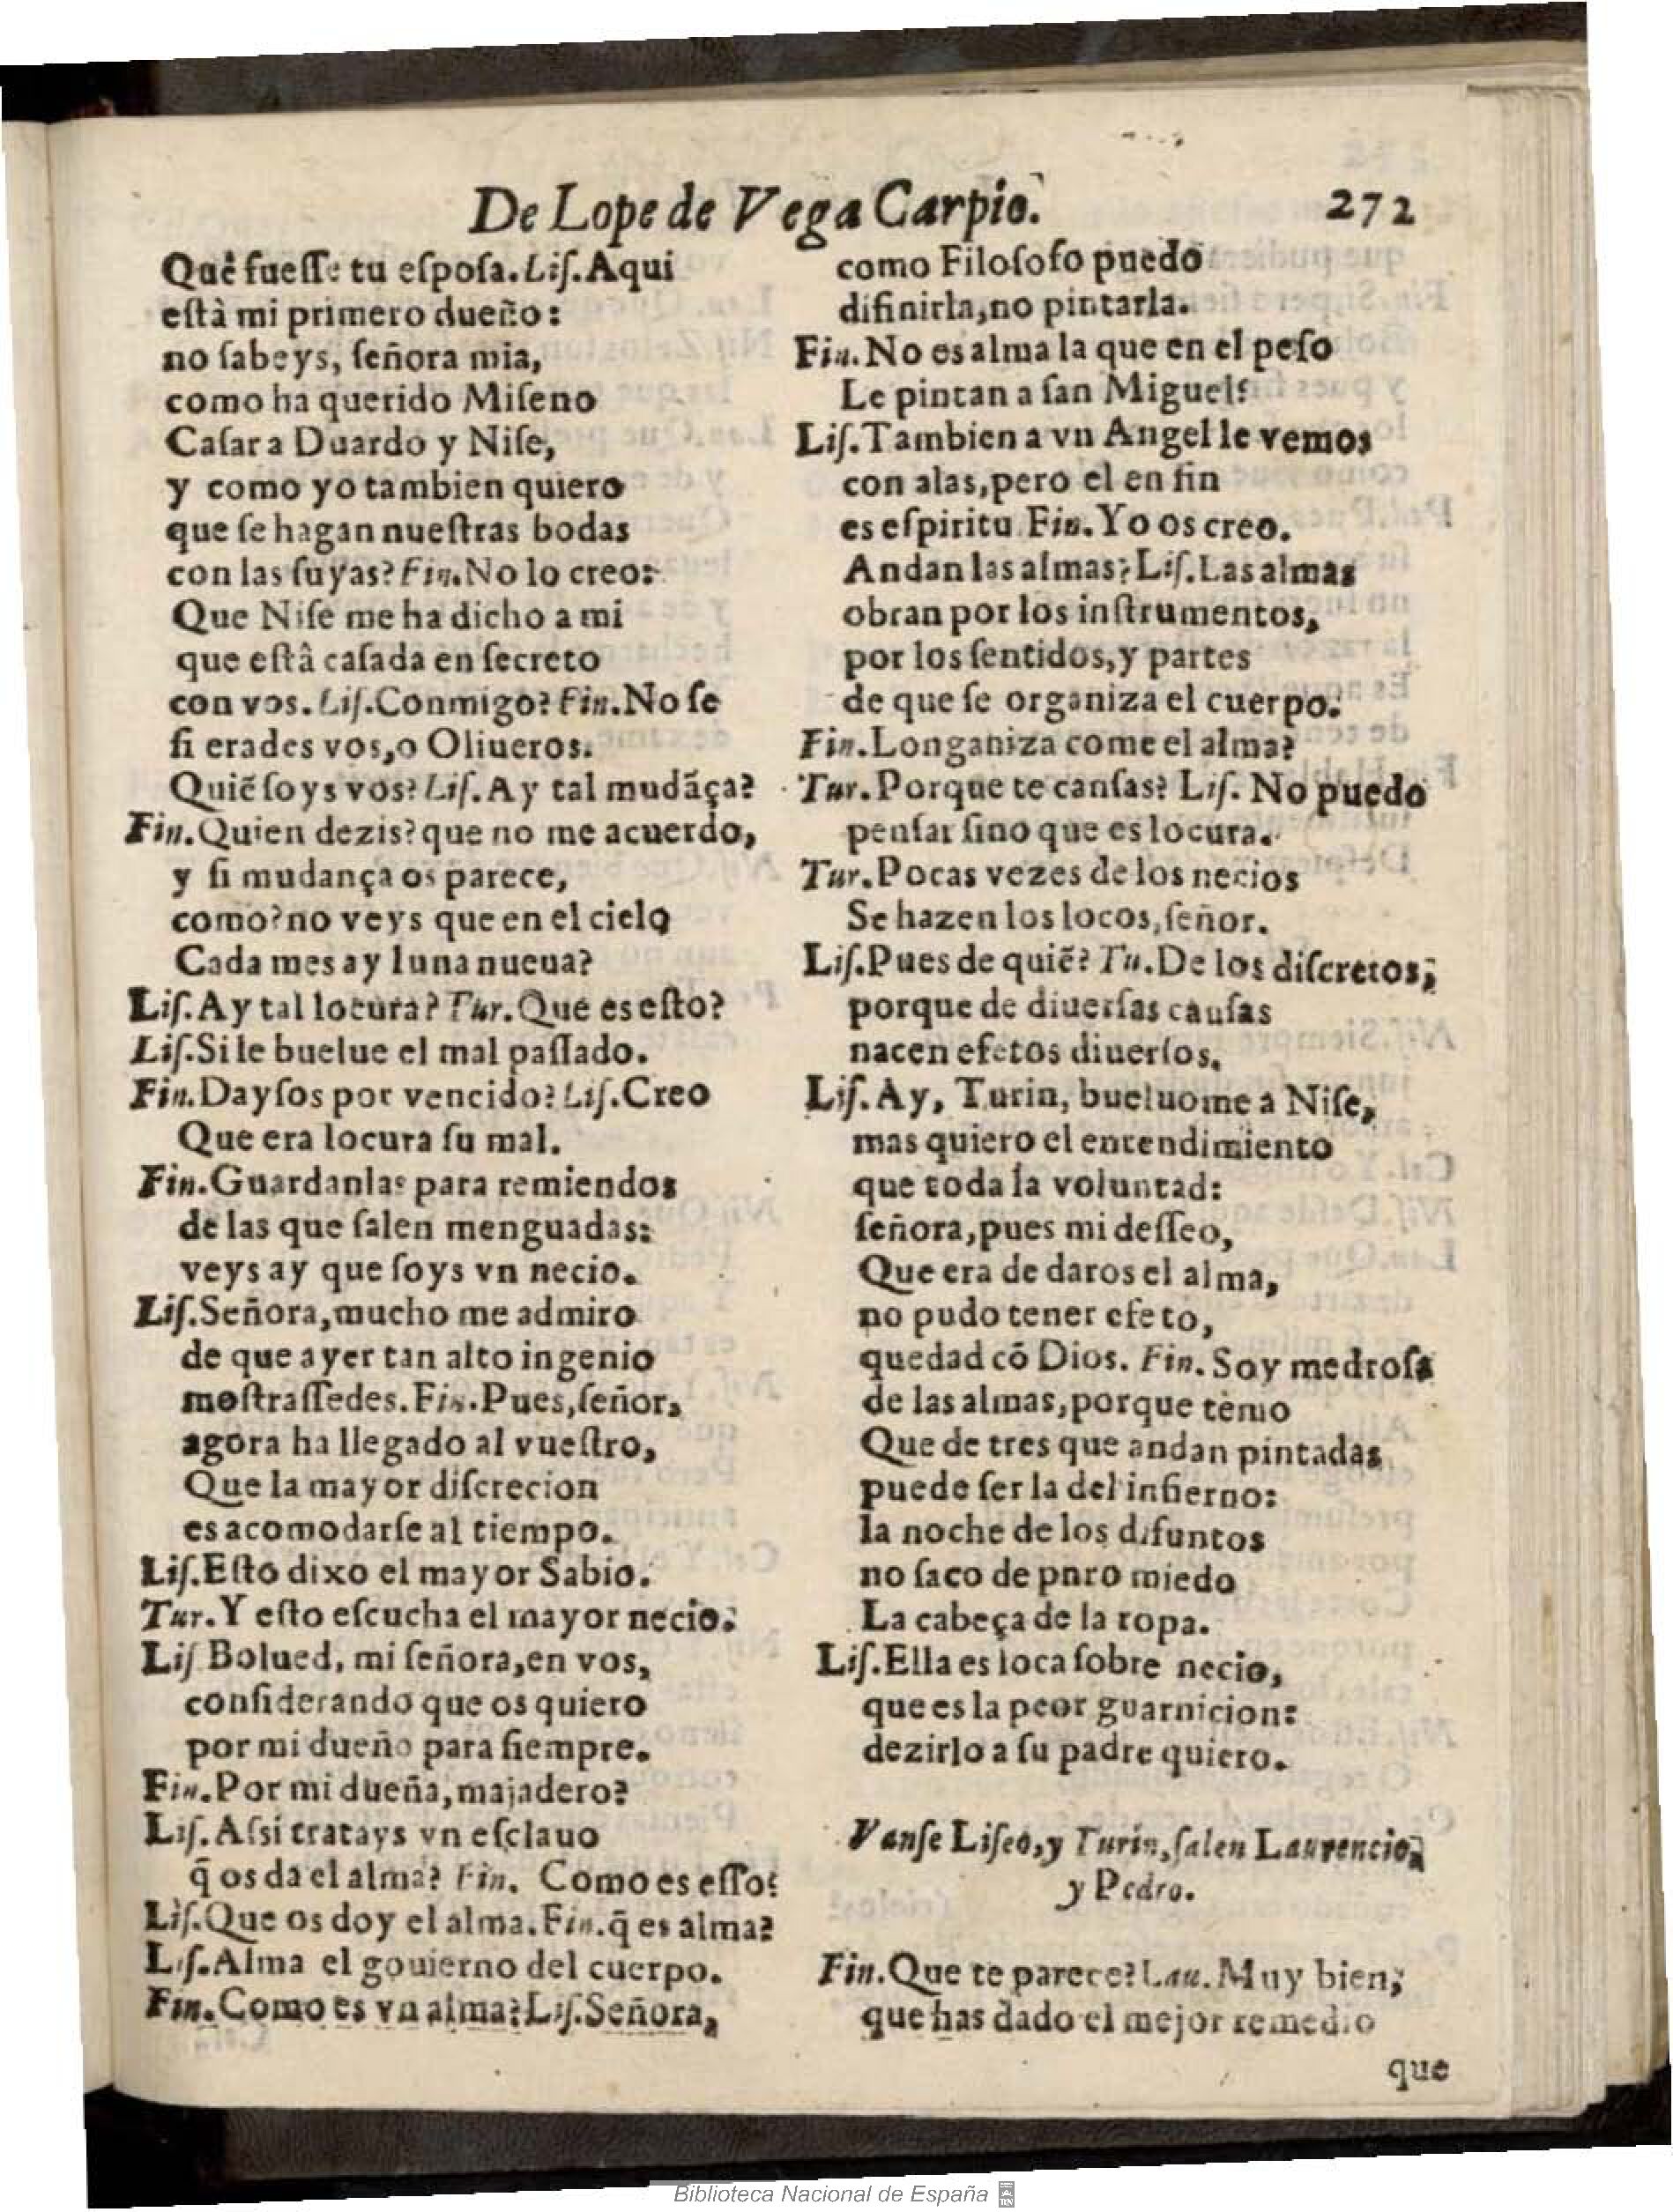 De Lope de Vega Carpio.
272
Que fuesse tu esposa. Lis. Aqui
està mi primero dueño:
no sabeys, señora mia,
como ha querido Miseno
Casar a Duardo y Nise,
y como yo tambien quiero
que se hagan nuestras bodas
con las suyas? Fin. No lo creo:
Que Nise me ha dicho a mi
que està casada en secreto
con vos. Lis. Conmigo? Fin. No se
si erades vos, o Oliueros.
Quiẽ soys vos? Lis. Ay tal mudãça?
Fin. Quien dezis? que no me acuerdo,
y si mudança os parece,
como? no veys que en el cielo
Cada mes ay luna nueua?
Lis. Ay tal locura? Tur. Que es esto?
Lis. Si le buelue el mal passado.
Fin. Daysos por vencido? Lis. Creo
Que era locura su mal.
Fin. Guardanlas para remiendos
de las que salen menguadas:
veys ay que soys vn necio.
Lis. Señora, mucho me admiro
de que ayer tan alto ingenio
mostrassedes. Fin. Pues, señor,
agora ha llegado al vuestro,
Que la mayor discrecion
es acomodarse al tiempo.
Lis. Esto dixo el mayor Sabio.
Tur. Y esto escucha el mayor necio.
Lis Bolued, mi señora, en vos,
considerando que os quiero
por mi dueño para siempre.
Fin. Por mi dueña, majadero?
Lis. Assi tratays vn esclauo
q̃ os da el alma? Fin. Como es esso?
Lis. Que os doy el alma. Fin. q̃ es alma?
Lis. Alma el gouierno del cuerpo.
Fin. Como es vn alma? Lis. Señora,
como Filosofo puedo
difinirla, no pintarla.
Fin. No es alma la que en el peso
Le pintan a san Miguel?
Lis. Tambien a vn Angel le vemos
con alas, pero el en fin
es espiritu Fin. Yo os creo.
Andan las almas? Lis. Las almas
obran por los instrumentos,
por los sentidos, y partes
de que se organiza el cuerpo.
Fin. Longaniza come el alma?
Tur. Porque te cansas? Lis. No puedo
pensar sino que es locura.
Tur. Pocas vezes de los necios
Se hazen los locos, señor.
Lis. Pues de quiẽ? Tu. De los discretos,
porque de diuersas causas
nacen efetos diuersos.
Lis. Ay, Turin, bueluome a Nise,
mas quiero el entendimiento
que toda la voluntad:
señora, pues mi desseo,
Que era de daros el alma,
no pudo tener efeto,
quedad cõ Dios. Fin. Soy medrosa
de las almas, porque temo
Que de tres que andan pintadas
puede ser la del infierno:
la noche de los difuntos
no saco de pnro miedo
La cabeça de la ropa.
Lis. Ella es loca sobre necio,
que es la peor guarnicion:
dezirlo a su padre quiero.
Vanse Liseo, y Turin, salen Laurencio,
y Pedro.
Fin. Que te parece? Lau. Muy bien,
que has dado el mejor remedio
que
Biblioteca Nacional de España